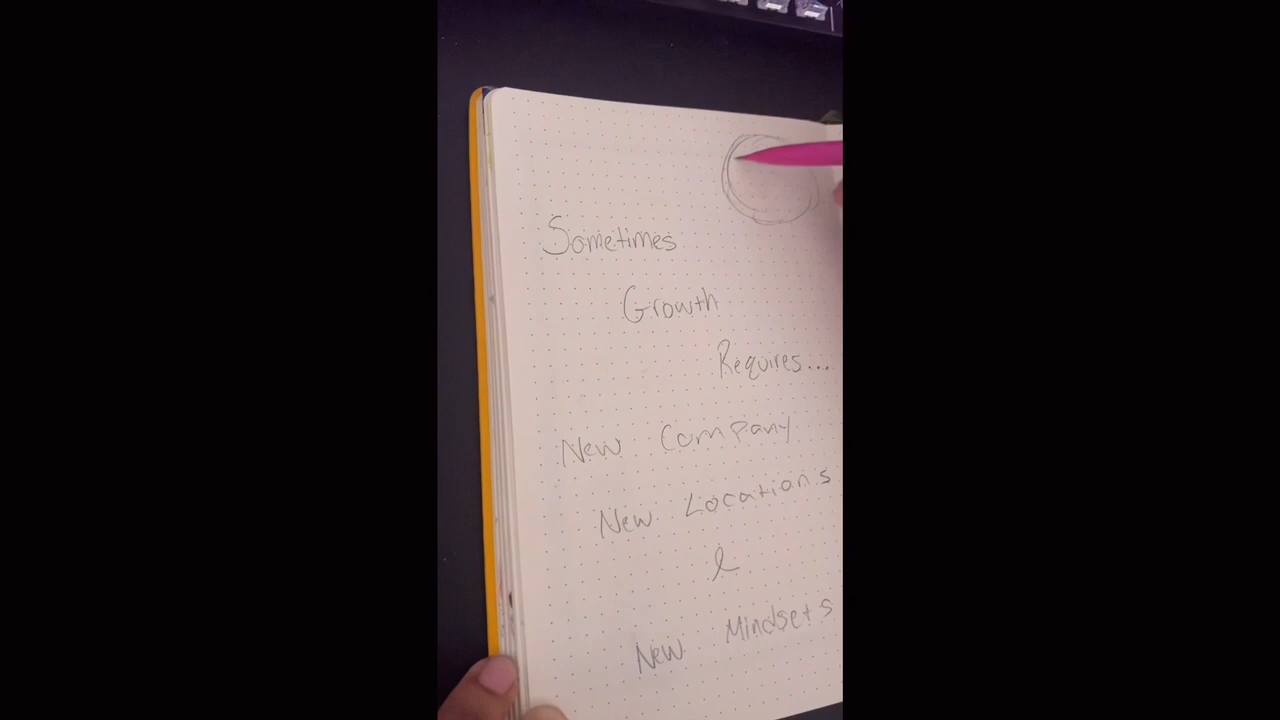 Sometimes
Growth
Requires...
New Company
New Locations
&
New Mindsets